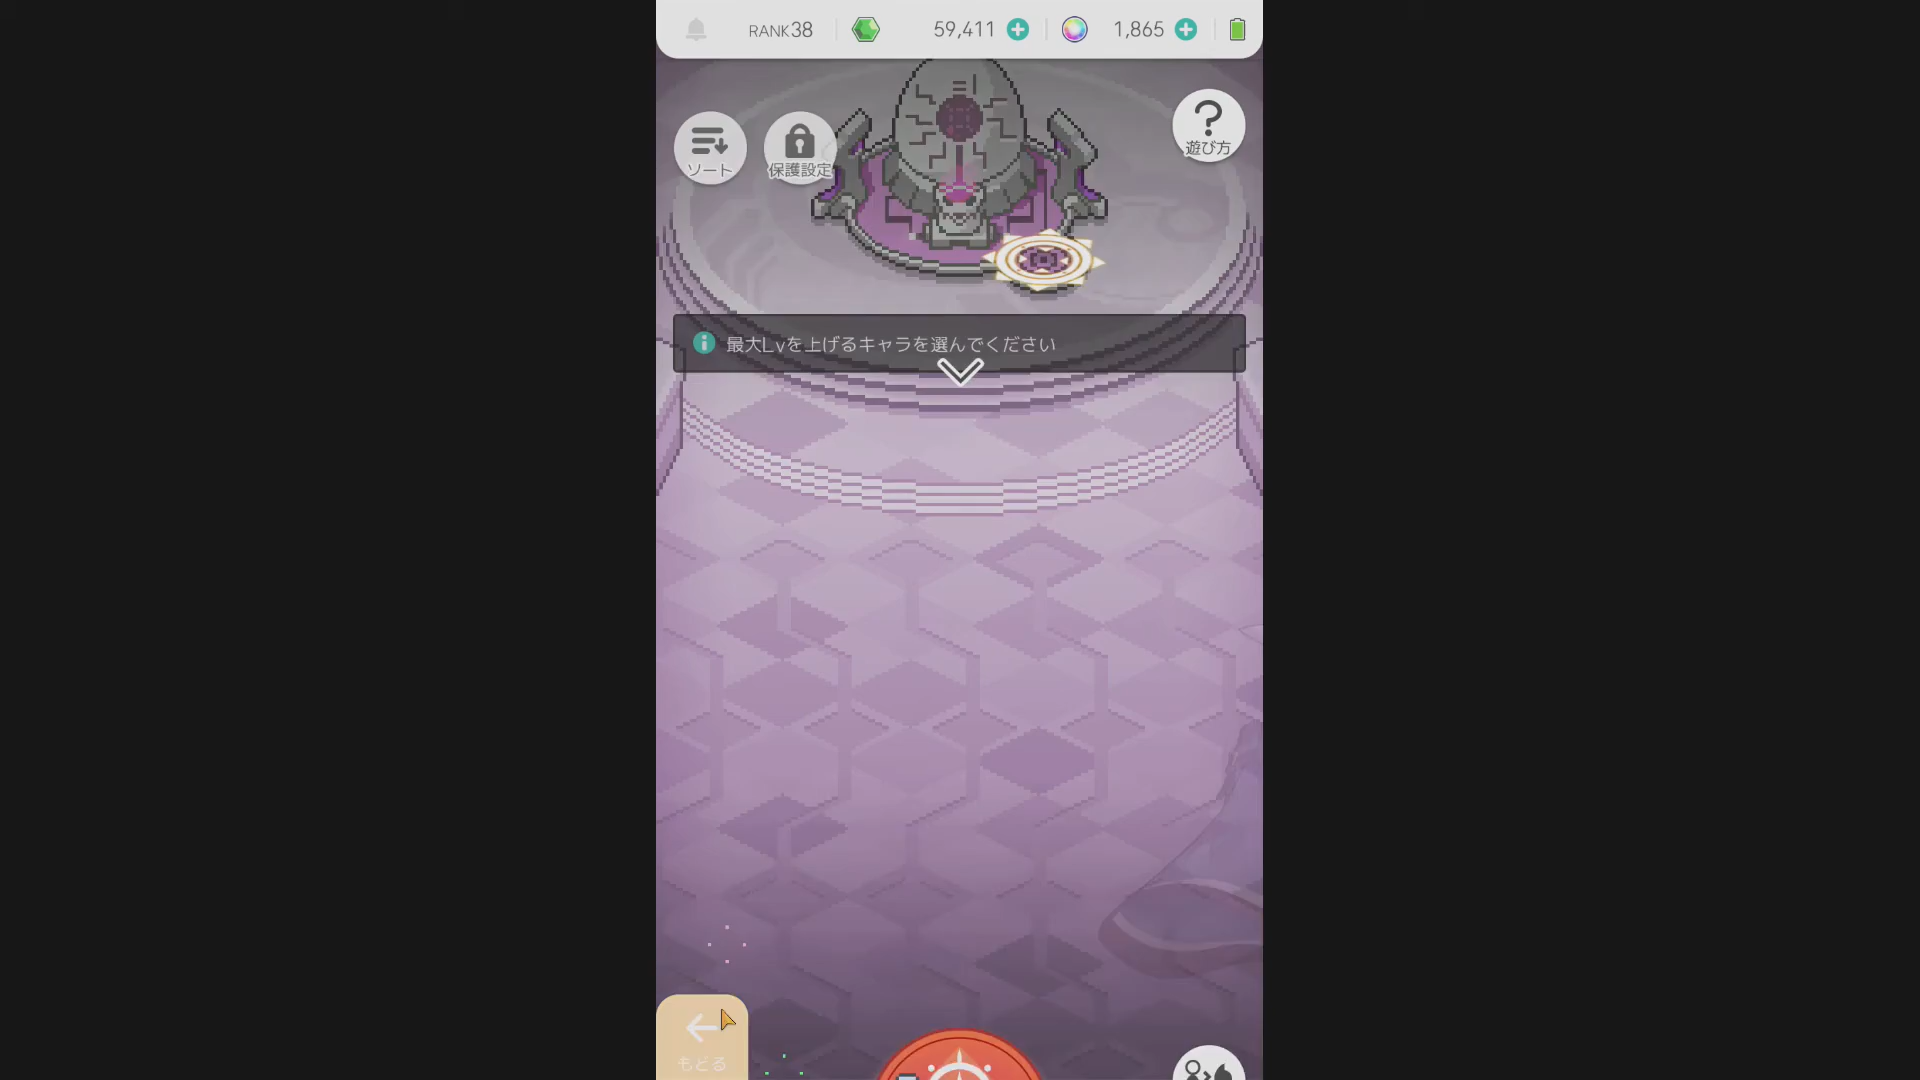 RANK38
59,411
1,865
ソート
保護設定
遊び方
最大Lvを上げるキャラを選んでください
もどる